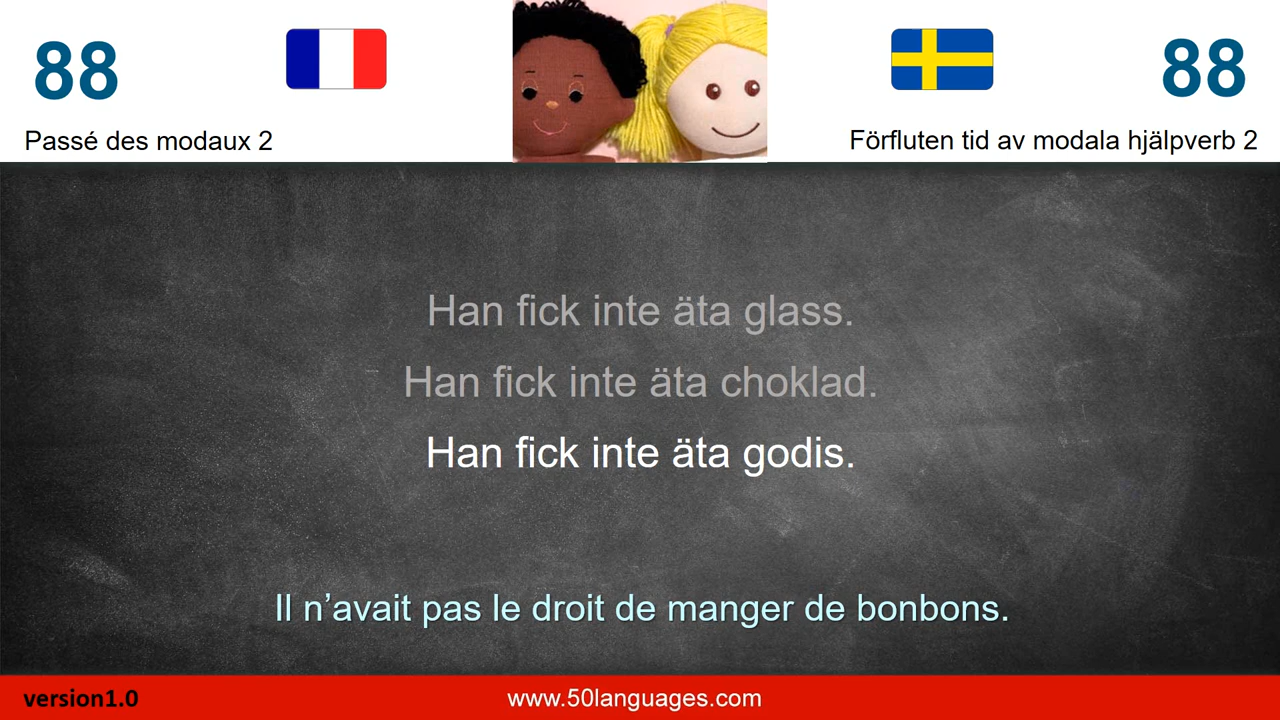 88
88
Passé des modaux 2
Förfluten tid av modala hjälpverb 2
Han fick inte äta glass.
Han fick inte äta choklad.
Han fick inte äta godis.
Il n’avait pas le droit de manger de bonbons.
version1.0
www.50languages.com